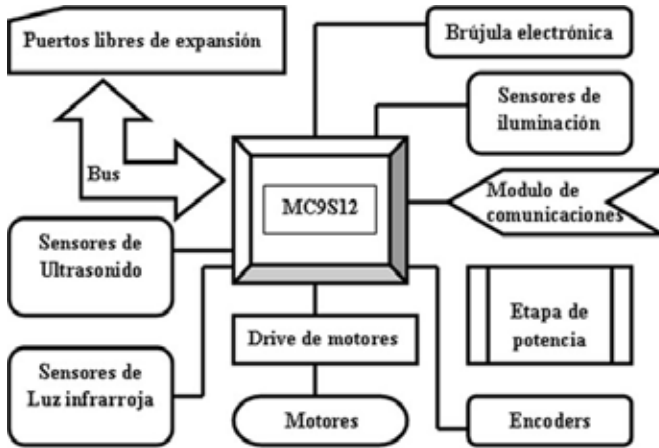 Puertos libres de expansión
Brújula electrónica
Sensores de
iluminación
Bus
MC9S12
Modulo de
comunicaciones
Sensores de
Ultrasonido
Etapa de
potencia
Drive de motores
Sensores de
Luz infrarroja
Motores
Encoders